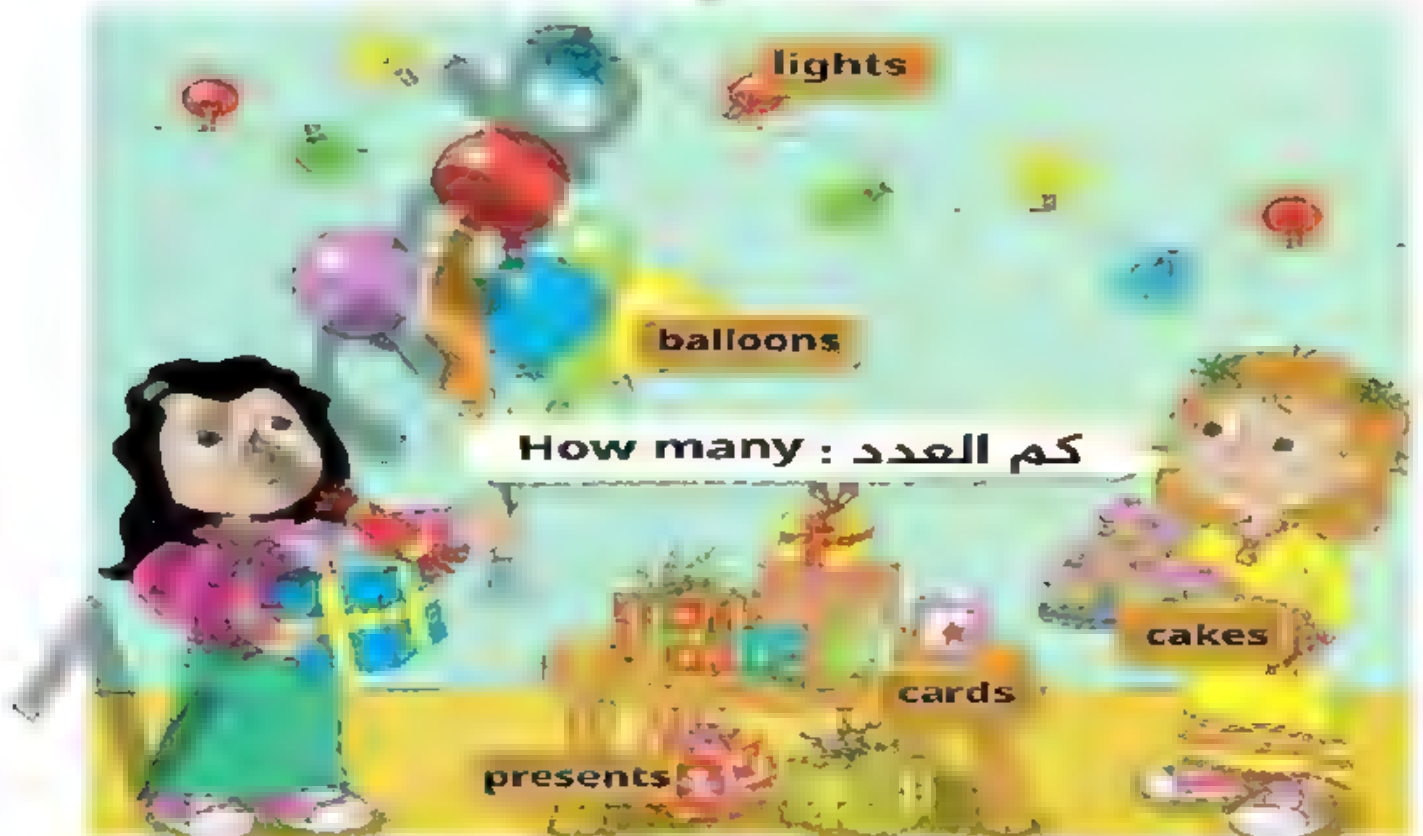 lights
balloons
How many : كم العدد
cakes
cards
presents